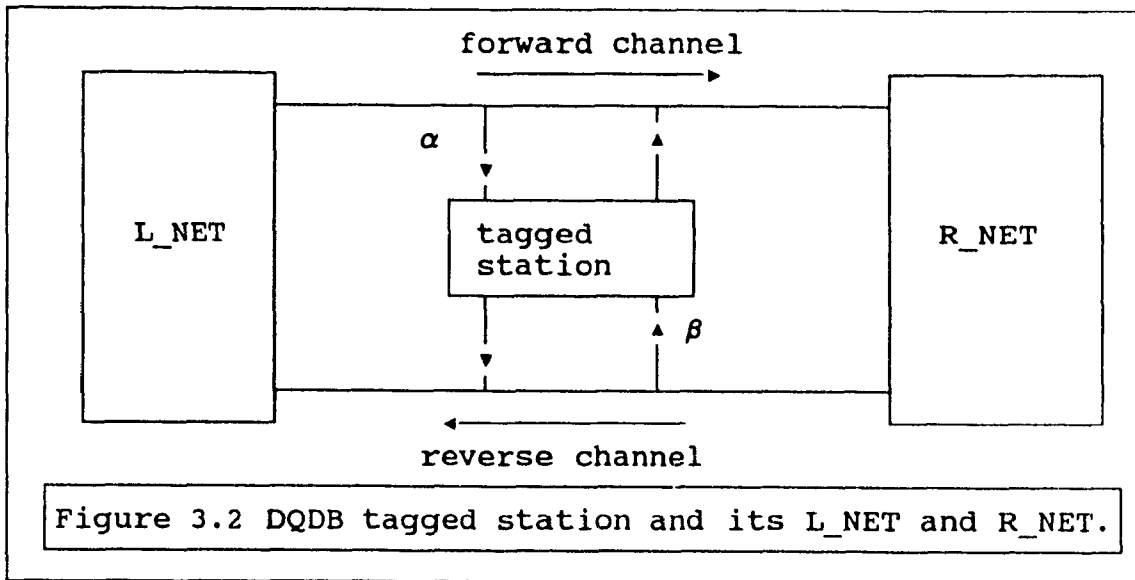 forward channel
α
L_NET
tagged
station
R_NET
β
reverse channel
Figure 3.2 DQDB tagged station and its L_NET and R_NET.